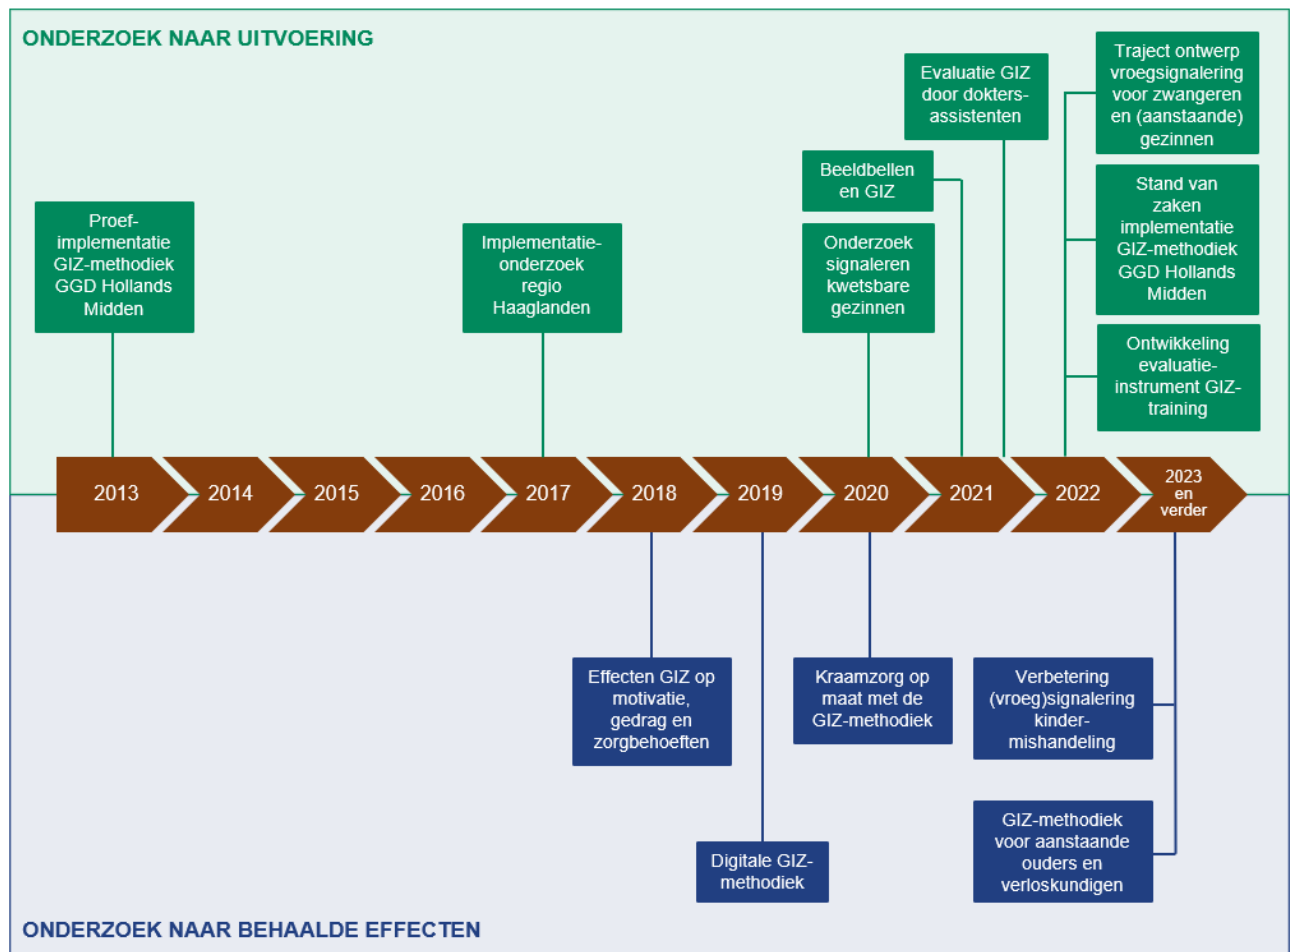 ONDERZOEK NAAR UITVOERING
Proef-
implementatie
GIZ-methodiek
GGD Hollands
Midden
Implementatie-
onderzoek
regio
Haaglanden
Beeldbellen
en GIZ
Onderzoek
signaleren
kwetsbare
gezinnen
Evaluatie GIZ
door dokters-
assistenten
Traject ontwerp
vroegsignalering
voor zwangeren
en (aanstaande)
gezinnen
Stand van
zaken
implementatie
GIZ-methodiek
GGD Hollands
Midden
Ontwikkeling
evaluatie-
instrument GIZ-
training
2013
2014
2015
2016
2017
2018
2019
2020
2021
2022
2023
en
verder
Effecten GIZ op
motivatie,
gedrag en
zorgbehoeften
Digitale GIZ-
methodiek
Kraamzorg op
maat met de
GIZ-methodiek
Verbetering
(vroeg)signalering
kinder-
mishandeling
GIZ-methodiek
voor aanstaande
ouders en
verloskundigen
ONDERZOEK NAAR BEHAALDE EFFECTEN